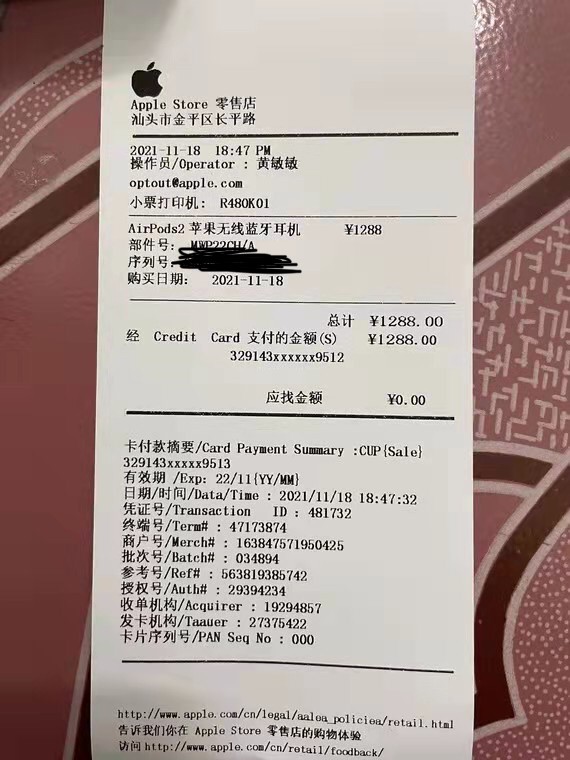 Apple Store 零售店
汕头市金平区长平路
2021-11-18 18:47 PM
操作员/Operator : 黄敏敏
optout@apple.com
小票打印机: R480K01
AirPods2 苹果无线蓝牙耳机 ¥1288
部件号: MWP22CH/A
序列号:
购买日期: 2021-11-18
总计 ¥1288.00
经 Credit Card 支付的金额(S) ¥1288.00
329143xxxxxx9512
应找金额 ¥0.00
卡付款摘要/Card Payment Summary :CUP{Sale}
329143xxxxx9513
有效期 /Exp: 22/11{YY/MM}
日期/时间/Data/Time : 2021/11/18 18:47:32
凭证号/Transaction ID : 481732
终端号/Term# : 47173874
商户号/Merch# : 163847571950425
批次号/Batch# : 034894
参考号/Ref# : 563819385742
授权号/Auth# : 29394234
收单机构/Acquirer : 19294857
发卡机构/Taauer : 27375422
卡片序列号/PAN Seq No : 000
http://www.apple.com/cn/legal/aalea_policiea/retail.html
告诉我们你在 Apple Store 零售店的购物体验
访问 http://www.apple.com/cn/retail/foodback/